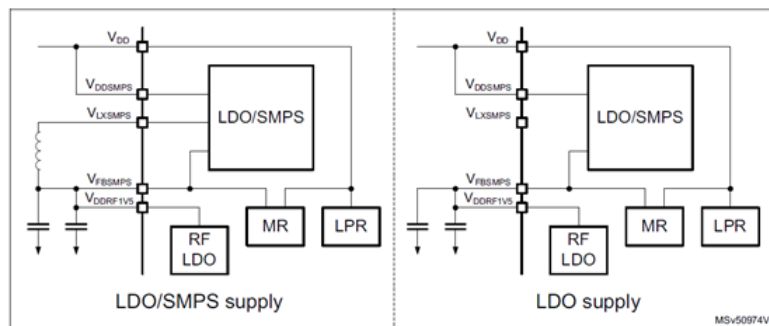 VDD
VDDSMPS
VLXSMPS
LDO/SMPS
VFBSMPS
VDDRF1V5
RF
LDO
MR
LPR
LDO/SMPS supply
VDD
VDDSMPS
VLXSMPS
LDO/SMPS
VFBSMPS
VDDRF1V5
RF
LDO
MR
LPR
LDO supply
MSv50974V